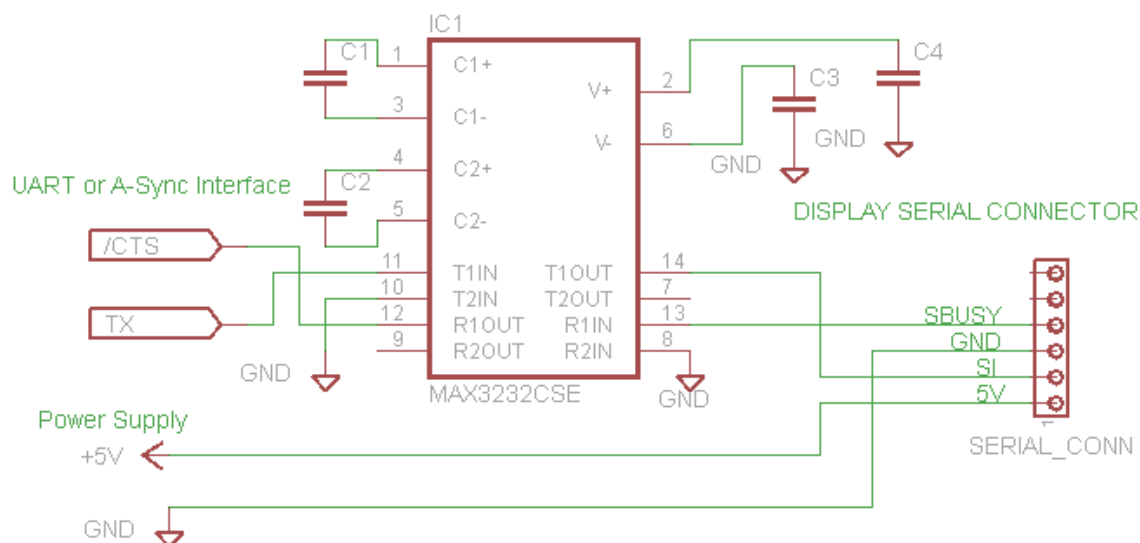 IC1
C1
1
C1+
V+
2
C4
C3
3
C1-
V-
6
GND
GND
4
C2+
UART or A-Sync Interface
C2
5
C2-
DISPLAY SERIAL CONNECTOR
/CTS
11
T1IN
T1OUT
14
10
T2IN
T2OUT
7
TX
12
R1OUT
R1IN
13
SBUSY
9
R2OUT
R2IN
8
GND
GND
SI
MAX3232CSE
GND
5V
Power Supply
1
+5V
SERIAL_CONN
GND